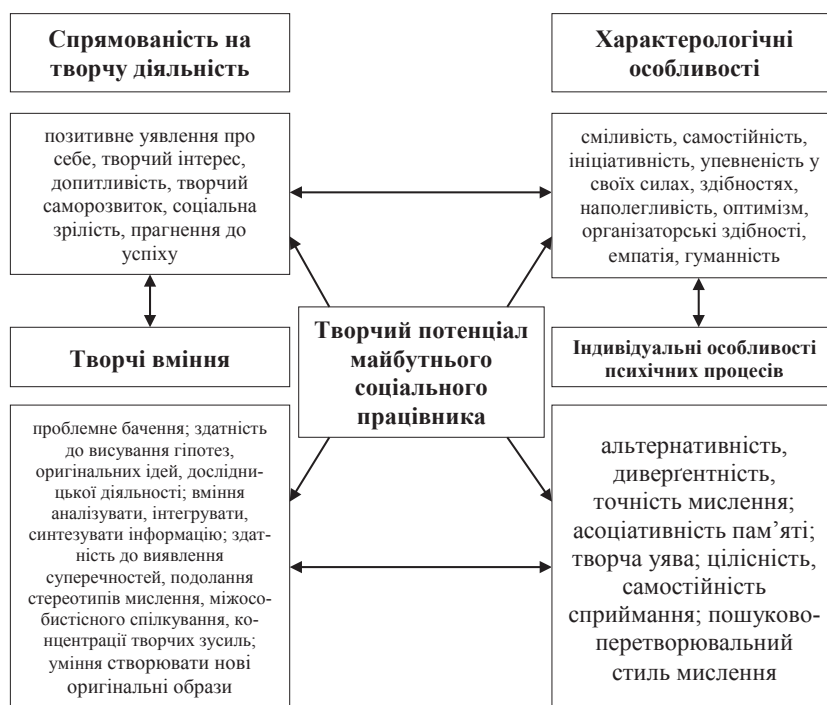 Спрямованість на
творчу діяльність
Характерологічні
особливості
позитивне уявлення про
себе, творчий інтерес,
допитливість, творчий
саморозвиток, соціальна
зрілість, прагнення до
успіху
сміливість, самостійність,
ініціативність, упевненість у
своїх силах, здібностях,
наполегливість, оптимізм,
організаторські здібності,
емпатія, гуманність
Творчий потенціал
майбутнього
соціального
працівника
Творчі вміння
Індивідуальні особливості
психічних процесів
проблемне бачення; здатність
до висування гіпотез,
оригінальних ідей, дослідни-
цької діяльності; вміння
аналізувати, інтегрувати,
синтезувати інформацію; здат-
ність до виявлення
суперечностей, подолання
стереотипів мислення, міжосо-
бистісного спілкування, ко-
нцентрації творчих зусиль;
уміння створювати нові
оригінальні образи
альтернативність,
диверґентність,
точність мислення;
асоціативність пам’яті;
творча уява; цілісність,
самостійність
сприймання; пошуково-
перетворювальний
стиль мислення